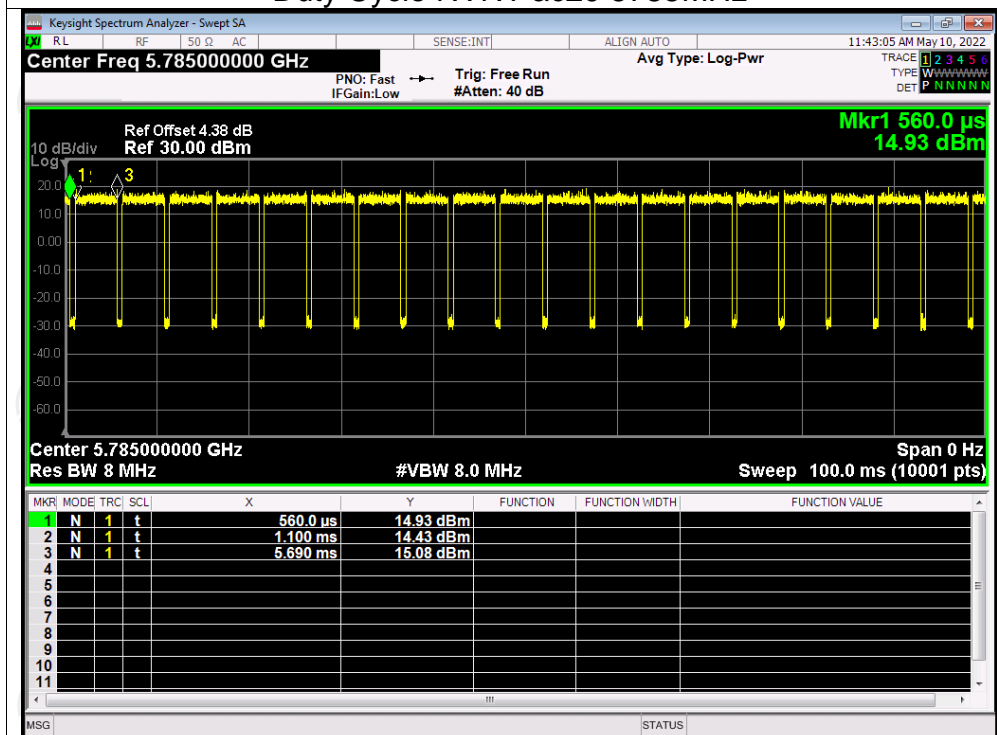 Keysight Spectrum Analyzer - Swept SA
LXI RL RF 50 Ω AC SENSE:INT ALIGN AUTO 11:43:05 AM May 10, 2022
Center Freq 5.785000000 GHz Avg Type: Log-Pwr TRACE 1 2 3 4 5 6
PNO: Fast Trig: Free Run TYPE WWWWWW
IFGain:Low #Atten: 40 dB DET P N N N N N
Mkr1 560.0 µs
Ref Offset 4.38 dB
10 dB/div Ref 30.00 dBm 14.93 dBm
Log
1 3
20.0
10.0
0.00
-10.0
-20.0
-30.0
-40.0
-50.0
-60.0
Center 5.785000000 GHz Span 0 Hz
Res BW 8 MHz #VBW 8.0 MHz Sweep 100.0 ms (10001 pts)
MKR MODE TRC SCL X Y FUNCTION FUNCTION WIDTH FUNCTION VALUE
1 N 1 t 560.0 µs 14.93 dBm
2 N 1 t 1.100 ms 14.43 dBm
3 N 1 t 5.690 ms 15.08 dBm
4
5
6
7
8
9
10
11
MSG STATUS